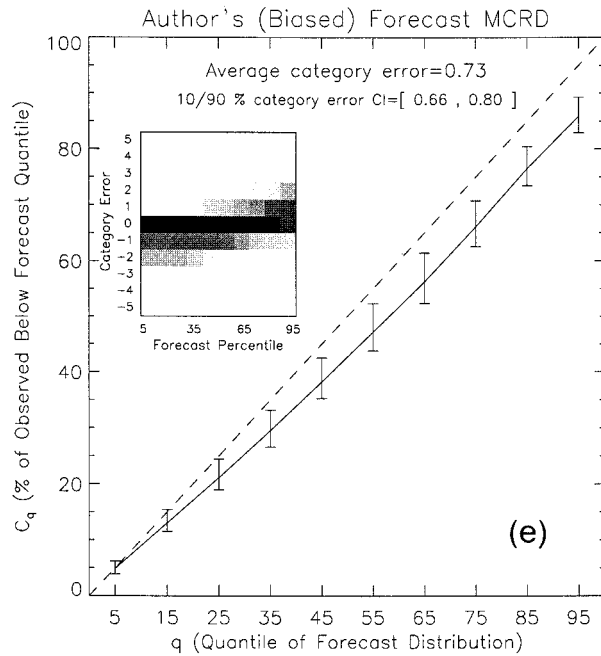 Author's (Biased) Forecast MCRD
Average category error=0.73
10/90 % category error CI=[ 0.66 , 0.80 ]
100
80
60
40
20
0
C_q (% of Observed Below Forecast Quantile)
Category Error
5
4
3
2
1
0
-1
-2
-3
-4
-5
5 35 65 95
Forecast Percentile
(e)
5 15 25 35 45 55 65 75 85 95
q (Quantile of Forecast Distribution)